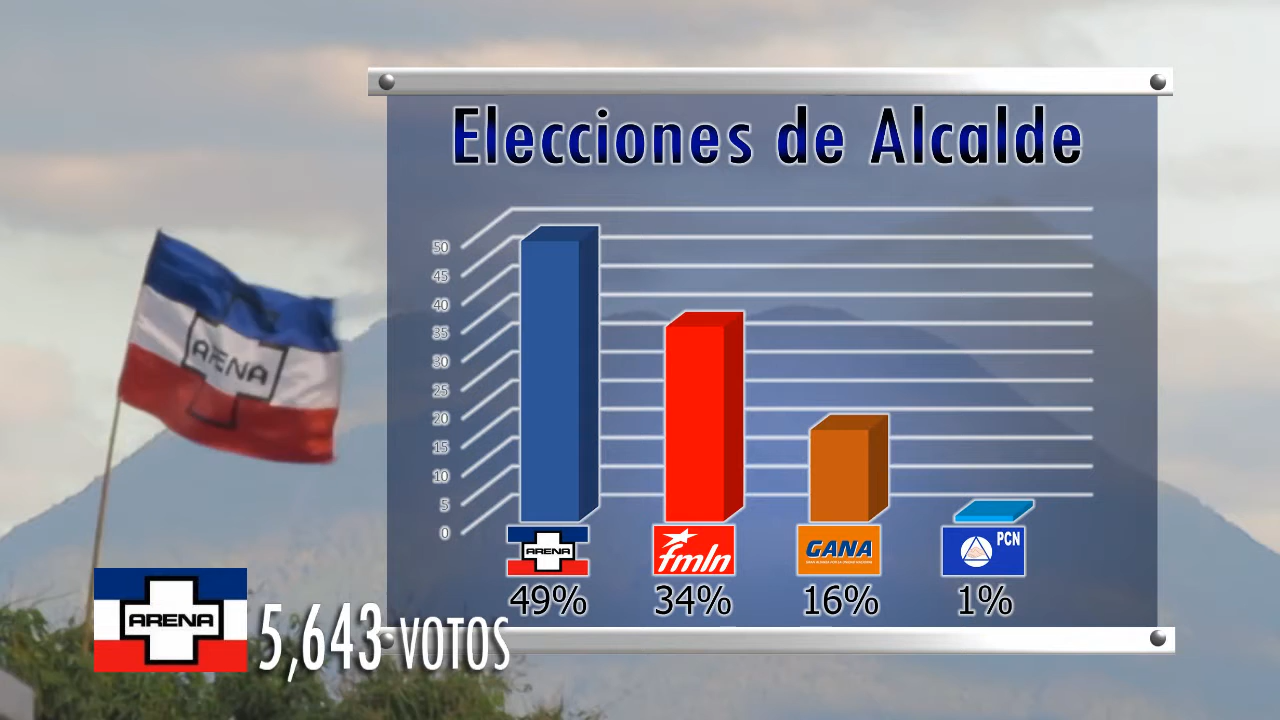 Elecciones de Alcalde
50
45
40
35
30
25
20
15
10
5
0
ARENA
ARENA
fmln
GANA
PCN
49%
34%
16%
1%
ARENA
5,643 VOTOS